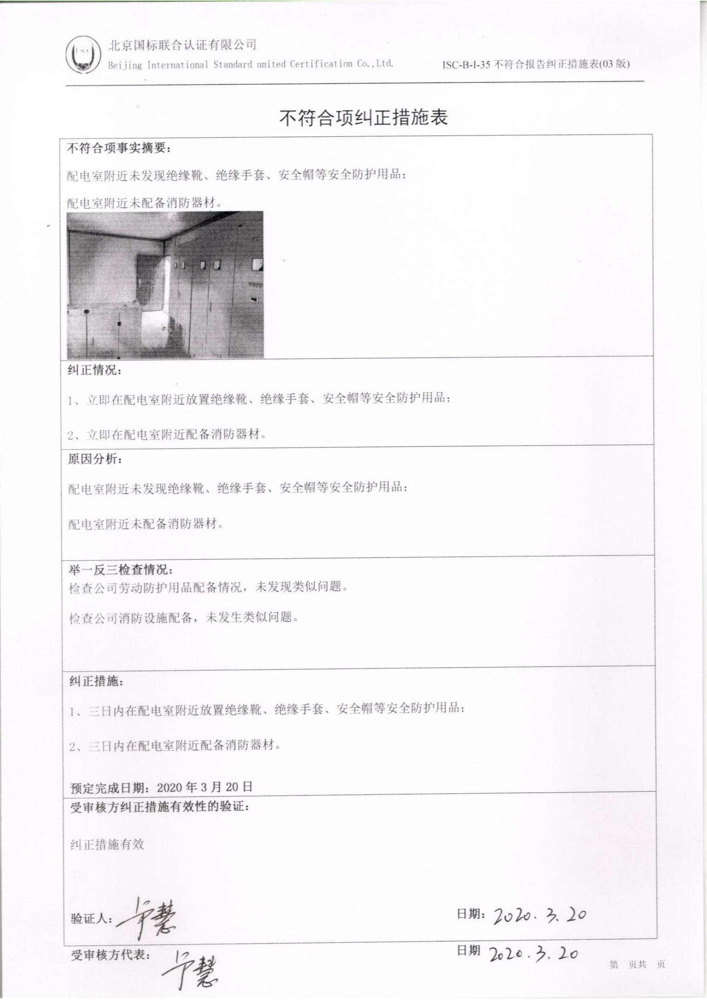 ISC
北京国标联合认证有限公司
Beijing International Standard united Certification Co.,Ltd.
ISC-B-I-35 不符合报告纠正措施表(03 版)
不符合项纠正措施表
不符合项事实摘要：
配电室附近未发现绝缘靴、绝缘手套、安全帽等安全防护用品；
配电室附近未配备消防器材。
纠正情况：
1、立即在配电室附近放置绝缘靴、绝缘手套、安全帽等安全防护用品；
2、立即在配电室附近配备消防器材。
原因分析：
配电室附近未发现绝缘靴、绝缘手套、安全帽等安全防护用品；
配电室附近未配备消防器材。
举一反三检查情况：
检查公司劳动防护用品配备情况，未发现类似问题。
检查公司消防设施配备，未发生类似问题。
纠正措施：
1、三日内在配电室附近放置绝缘靴、绝缘手套、安全帽等安全防护用品；
2、三日内在配电室附近配备消防器材。
预定完成日期：2020 年 3 月 20 日
受审核方纠正措施有效性的验证：
纠正措施有效
验证人： 日期：2020.3.20
受审核方代表： 日期 2020.3.20
第 页共 页